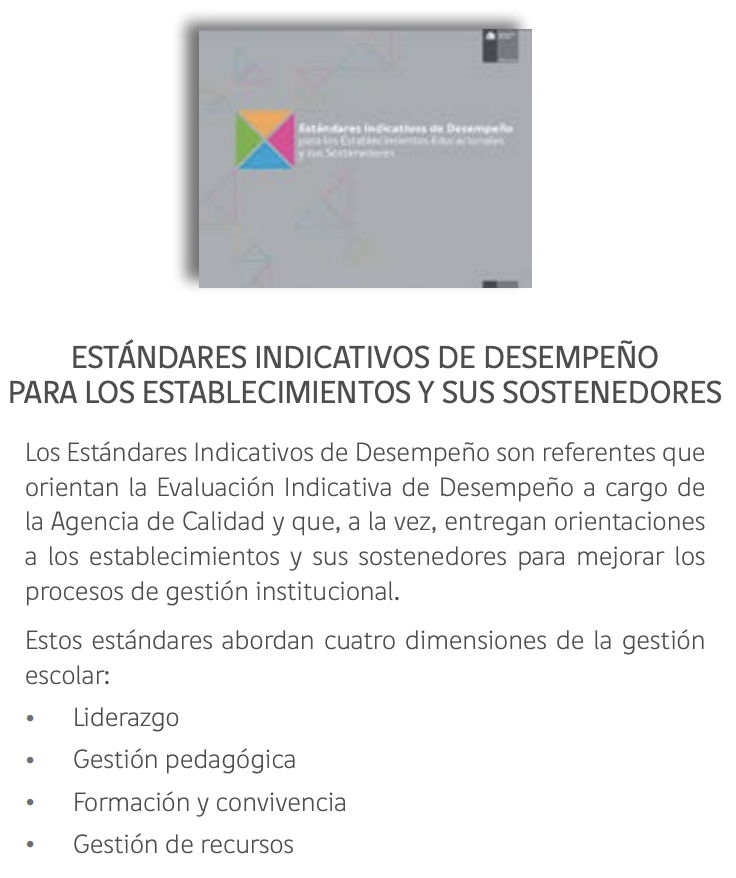 Estándares Indicativos de Desempeño
para los Establecimientos Educacionales
y sus Sostenedores
ESTÁNDARES INDICATIVOS DE DESEMPEÑO
PARA LOS ESTABLECIMIENTOS Y SUS SOSTENEDORES
Los Estándares Indicativos de Desempeño son referentes que
orientan la Evaluación Indicativa de Desempeño a cargo de
la Agencia de Calidad y que, a la vez, entregan orientaciones
a los establecimientos y sus sostenedores para mejorar los
procesos de gestión institucional.
Estos estándares abordan cuatro dimensiones de la gestión
escolar:
• Liderazgo
• Gestión pedagógica
• Formación y convivencia
• Gestión de recursos